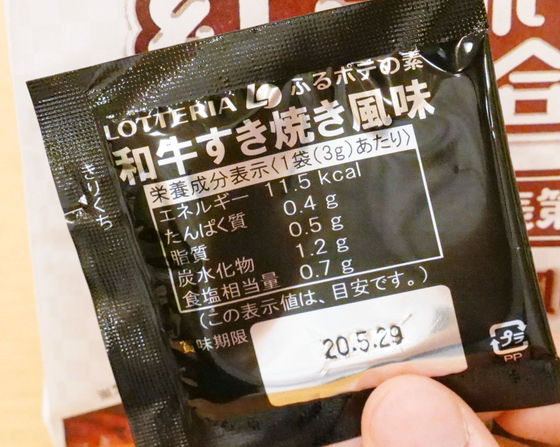 LOTTERIA ふるポテの素
和牛すき焼き風味
きりくち
栄養成分表示〈1袋(3g)あたり〉
エネルギー 11.5 kcal
たんぱく質 0.4 g
脂質 0.5 g
炭水化物 1.2 g
食塩相当量 0.7 g
(この表示値は、目安です。)
味期限 20.5.29
プラ
PP
合